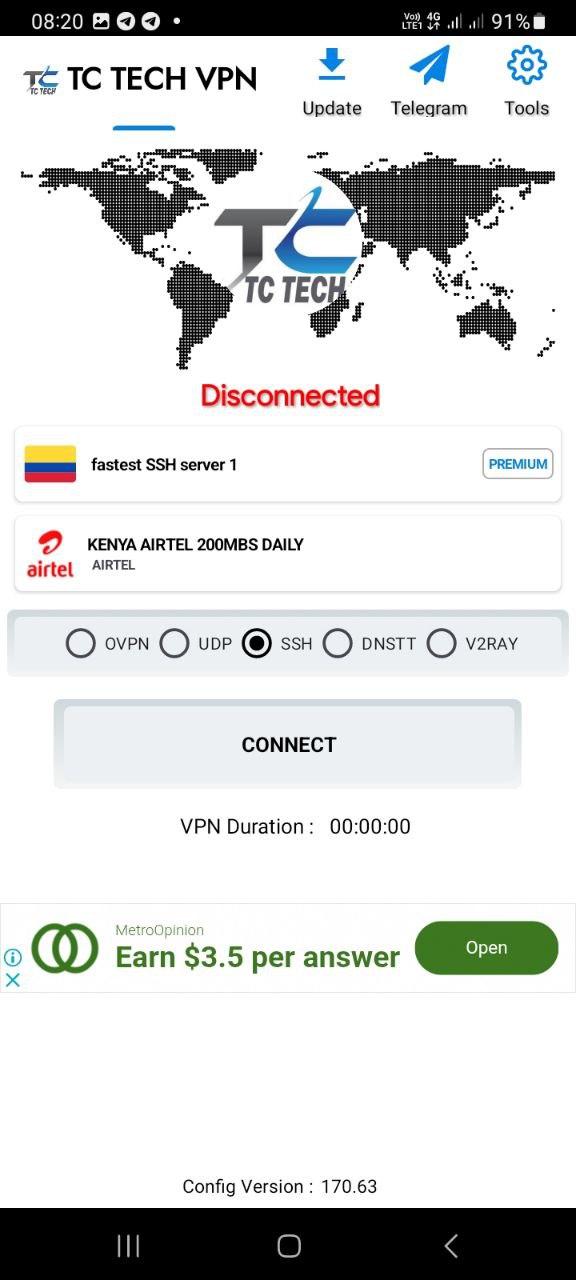 08:20
Vo)) 4G
LTE1
91%
TC TECH TC TECH VPN
Update Telegram Tools
TC TECH
Disconnected
fastest SSH server 1
PREMIUM
KENYA AIRTEL 200MBS DAILY
airtel AIRTEL
OVPN UDP SSH DNSTT V2RAY
CONNECT
VPN Duration : 00:00:00
MetroOpinion
Earn $3.5 per answer
Open
Config Version : 170.63